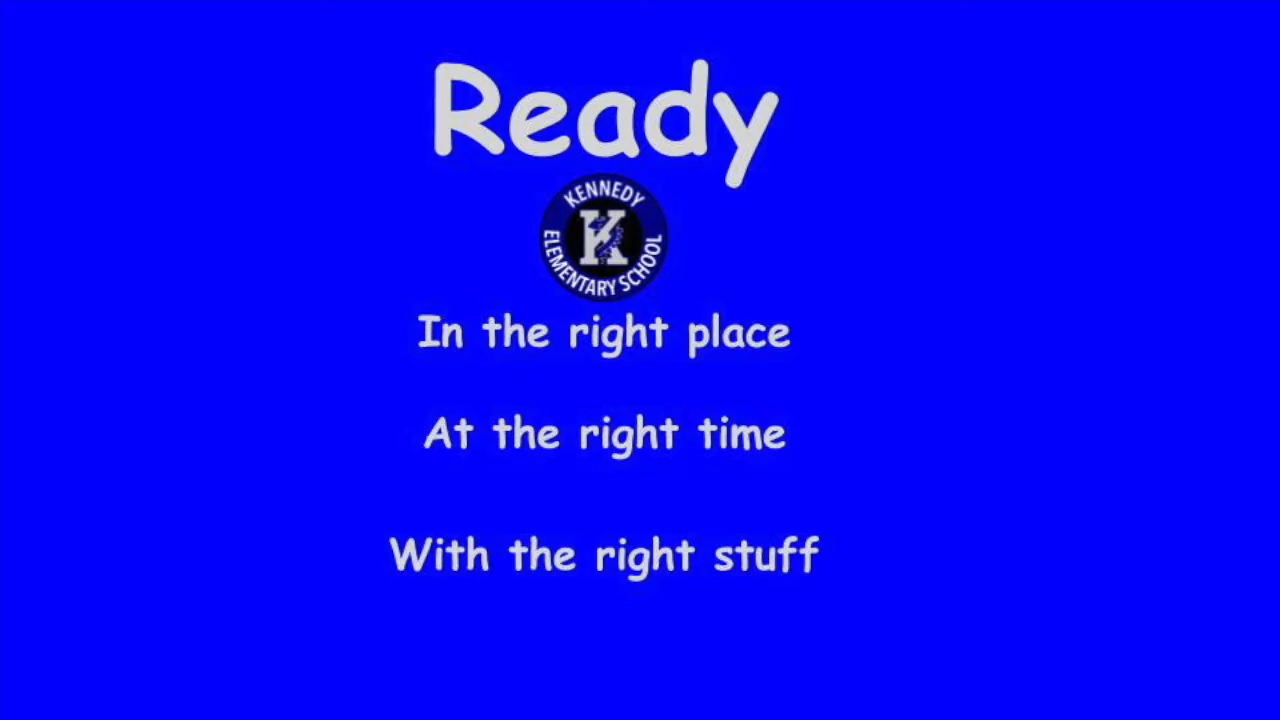 Ready
KENNEDY
K
ELEMENTARY SCHOOL
In the right place
At the right time
With the right stuff